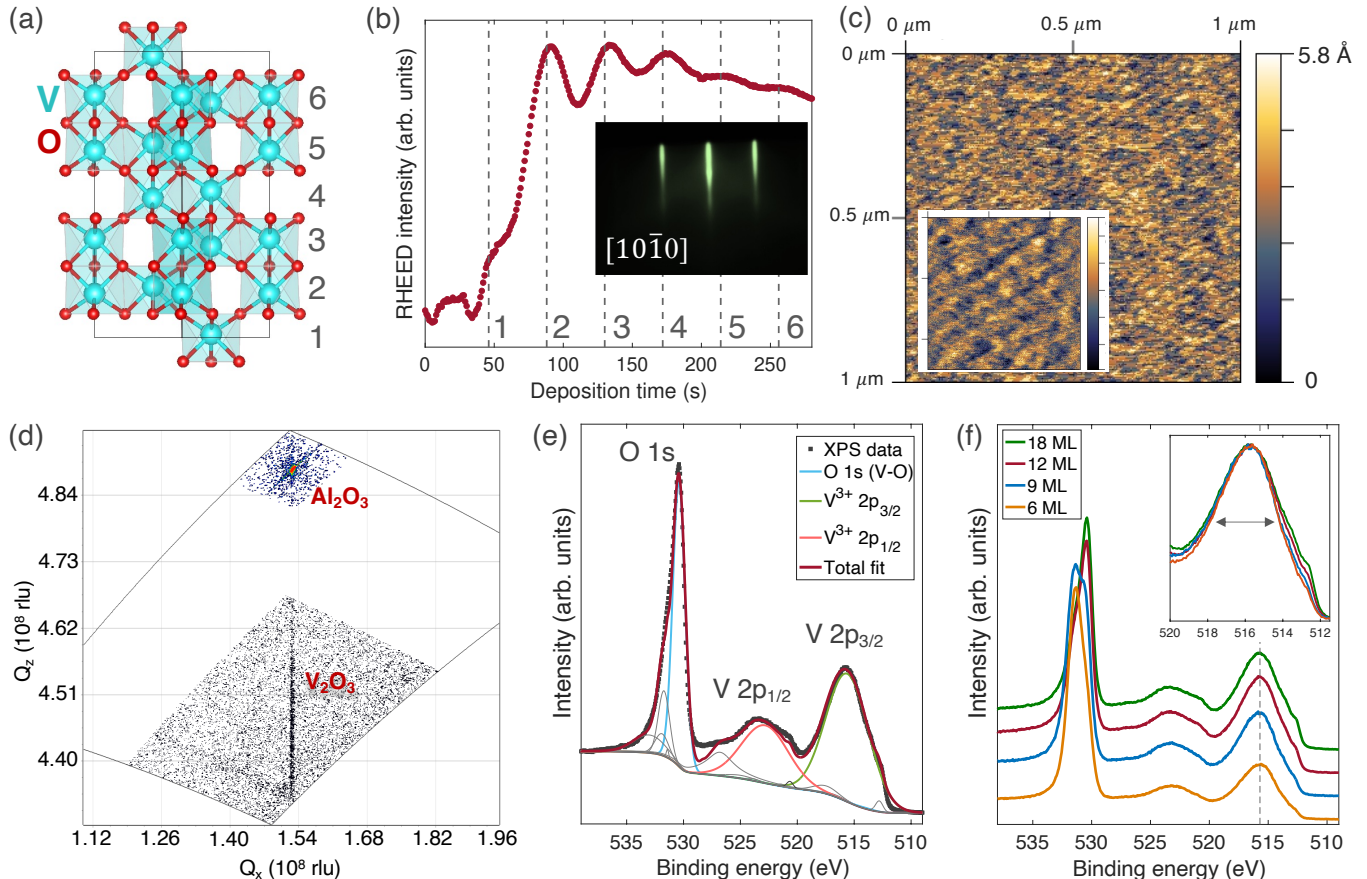 (a)
V
O
6
5
4
3
2
1
(b)
RHEED intensity (arb. units)
[101̄0]
1 2 3 4 5 6
0 50 100 150 200 250
Deposition time (s)
(c)
0 μm 0.5 μm 1 μm
0 μm
0.5 μm
1 μm
5.8 Å
0
(d)
Q_z (10⁸ rlu)
4.84
4.73
4.62
4.51
4.40
Al₂O₃
V₂O₃
1.12 1.26 1.40 1.54 1.68 1.82 1.96
Qₓ (10⁸ rlu)
(e)
Intensity (arb. units)
O 1s
V 2p₁/₂
V 2p₃/₂
XPS data
O 1s (V-O)
V³⁺ 2p₃/₂
V³⁺ 2p₁/₂
Total fit
535 530 525 520 515 510
Binding energy (eV)
(f)
Intensity (arb. units)
18 ML
12 ML
9 ML
6 ML
520 518 516 514 512
535 530 525 520 515 510
Binding energy (eV)